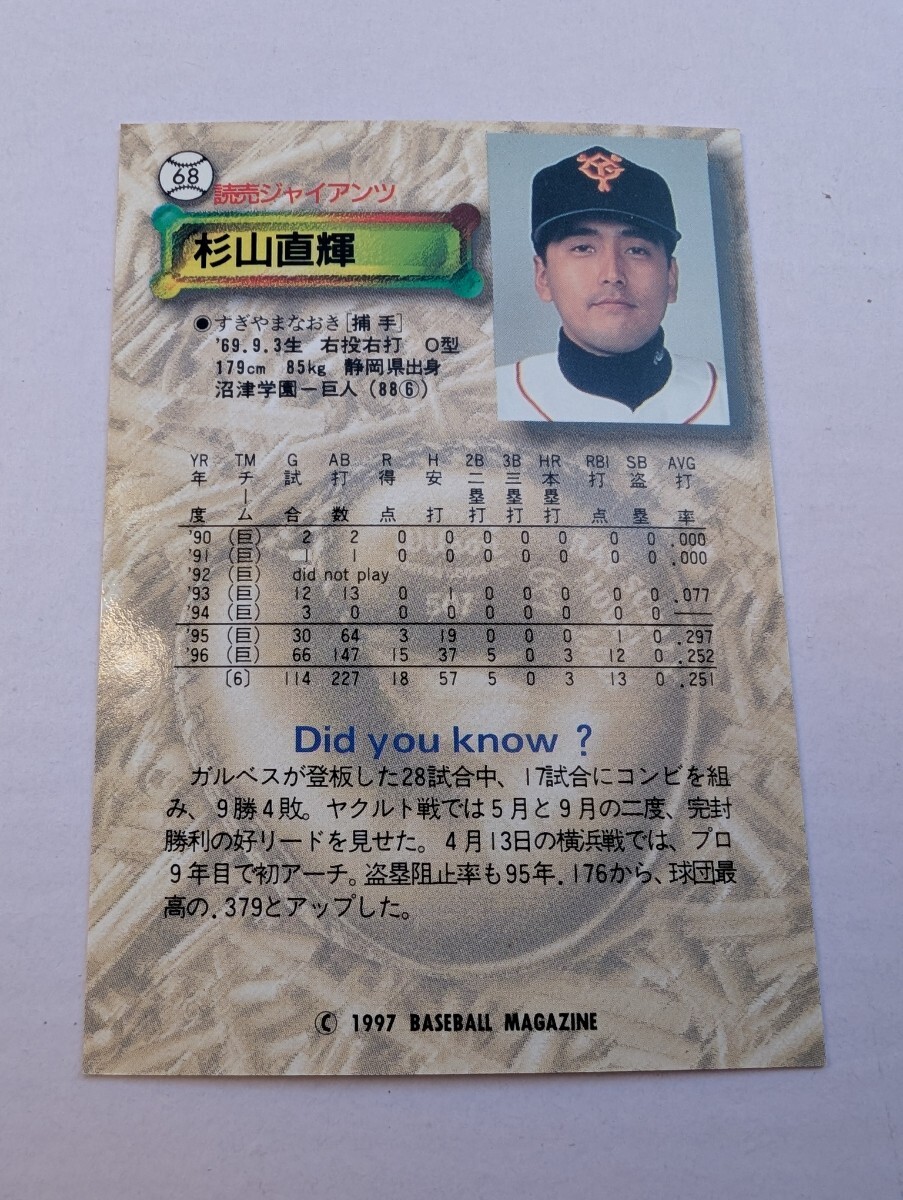 68
読売ジャイアンツ
杉山直輝
YG
●すぎやまなおき[捕手]
'69.9.3生 右投右打 O型
179cm 85kg 静岡県出身
沼津学園ー巨人(88⑥)
YR TM G AB R H 2B 3B HR RBI SB AVG
年度 チーム 試合 打数 得点 安打 二塁打 三塁打 本塁打 打点 盗塁 打率
'90 (巨) 2 2 0 0 0 0 0 0 0 .000
'91 (巨) 1 1 0 0 0 0 0 0 0 .000
'92 (巨) did not play
'93 (巨) 12 13 0 1 0 0 0 0 0 .077
'94 (巨) 3 0 0 0 0 0 0 0 0 ——
'95 (巨) 30 64 3 19 0 0 0 1 0 .297
'96 (巨) 66 147 15 37 5 0 3 12 0 .252
[6] 114 227 18 57 5 0 3 13 0 .251
Did you know ?
ガルベスが登板した28試合中、17試合にコンビを組
み、9勝4敗。ヤクルト戦では5月と9月の二度、完封
勝利の好リードを見せた。4月13日の横浜戦では、プロ
9年目で初アーチ。盗塁阻止率も95年.176から、球団最
高の.379とアップした。
© 1997 BASEBALL MAGAZINE